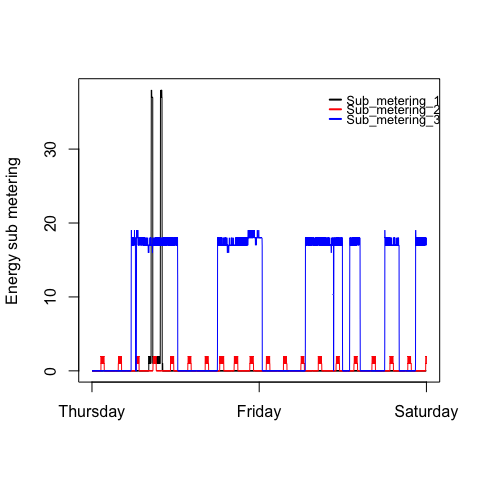 Sub_metering_1
Sub_metering_2
Sub_metering_3
Energy sub metering
30
20
10
0
Thursday Friday Saturday